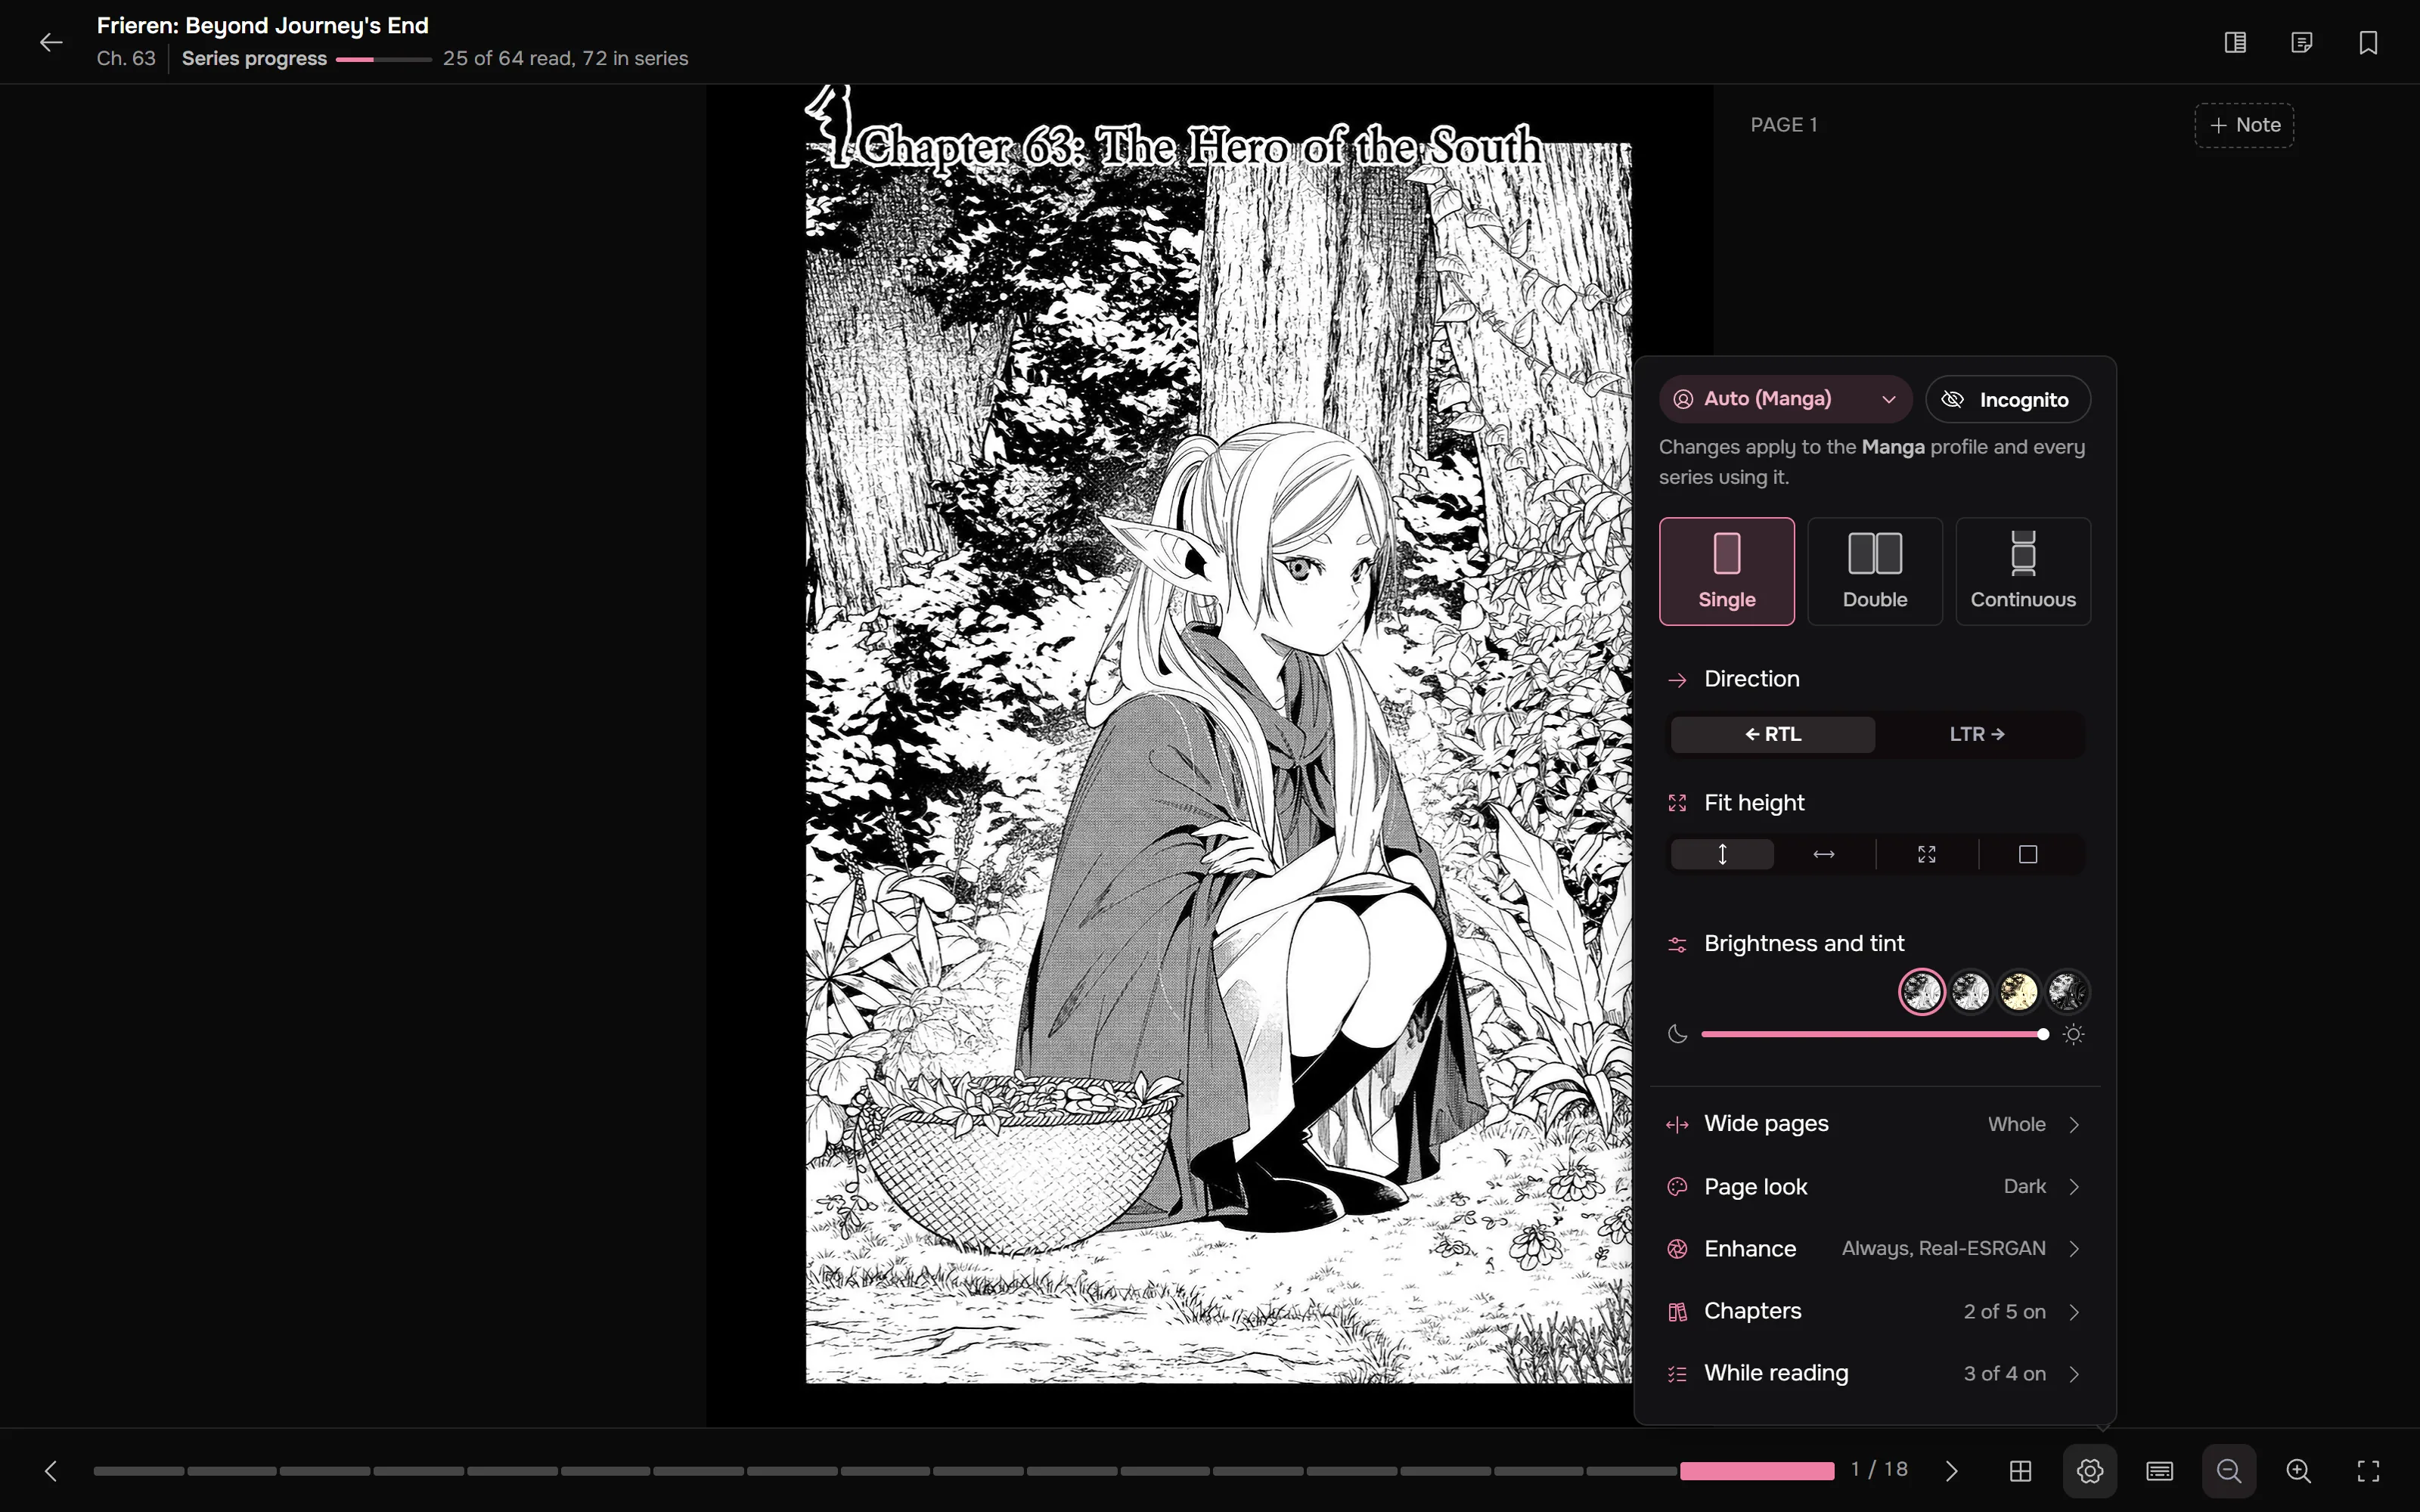 Frieren: Beyond Journey's End
Ch. 63 Series progress 25 of 64 read, 72 in series
Chapter 63: The Hero of the South
PAGE 1
+ Note
Auto (Manga)
Incognito
Changes apply to the Manga profile and every
series using it.
Single
Double
Continuous
Direction
← RTL
LTR →
Fit height
Brightness and tint
Wide pages
Whole
Page look
Dark
Enhance
Always, Real-ESRGAN
Chapters
2 of 5 on
While reading
3 of 4 on
1 / 18